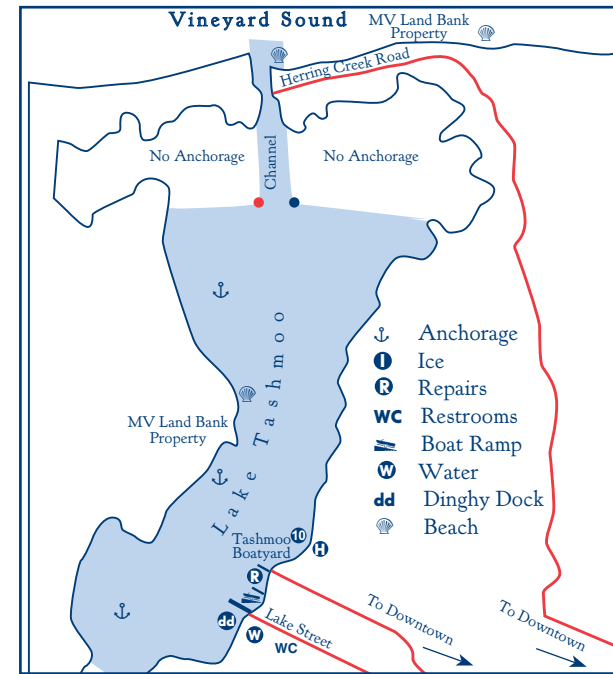 Vineyard Sound
MV Land Bank
Property
Herring Creek Road
No Anchorage
Channel
No Anchorage
Lake Tashmoo
Anchorage
I Ice
R Repairs
WC Restrooms
Boat Ramp
W Water
dd Dinghy Dock
Beach
MV Land Bank
Property
Tashmoo
Boatyard
10
H
R
dd
W
WC
Lake Street
To Downtown
To Downtown